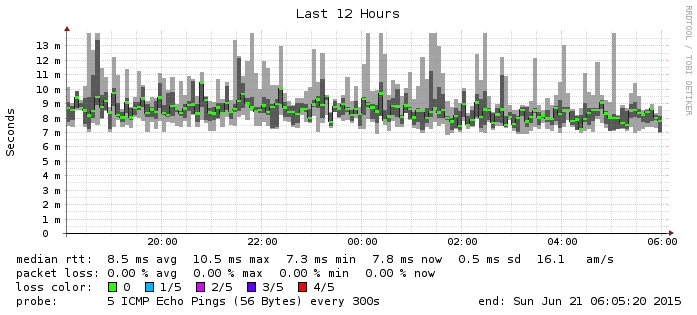 Last 12 Hours
RRDTOOL / TOBI OETIKER
Seconds
13 m
12 m
11 m
10 m
9 m
8 m
7 m
6 m
5 m
4 m
3 m
2 m
1 m
0
20:00 22:00 00:00 02:00 04:00 06:00
median rtt: 8.5 ms avg 10.5 ms max 7.3 ms min 7.8 ms now 0.5 ms sd 16.1 am/s
packet loss: 0.00 % avg 0.00 % max 0.00 % min 0.00 % now
loss color: 0 1/5 2/5 3/5 4/5
probe: 5 ICMP Echo Pings (56 Bytes) every 300s end: Sun Jun 21 06:05:20 2015